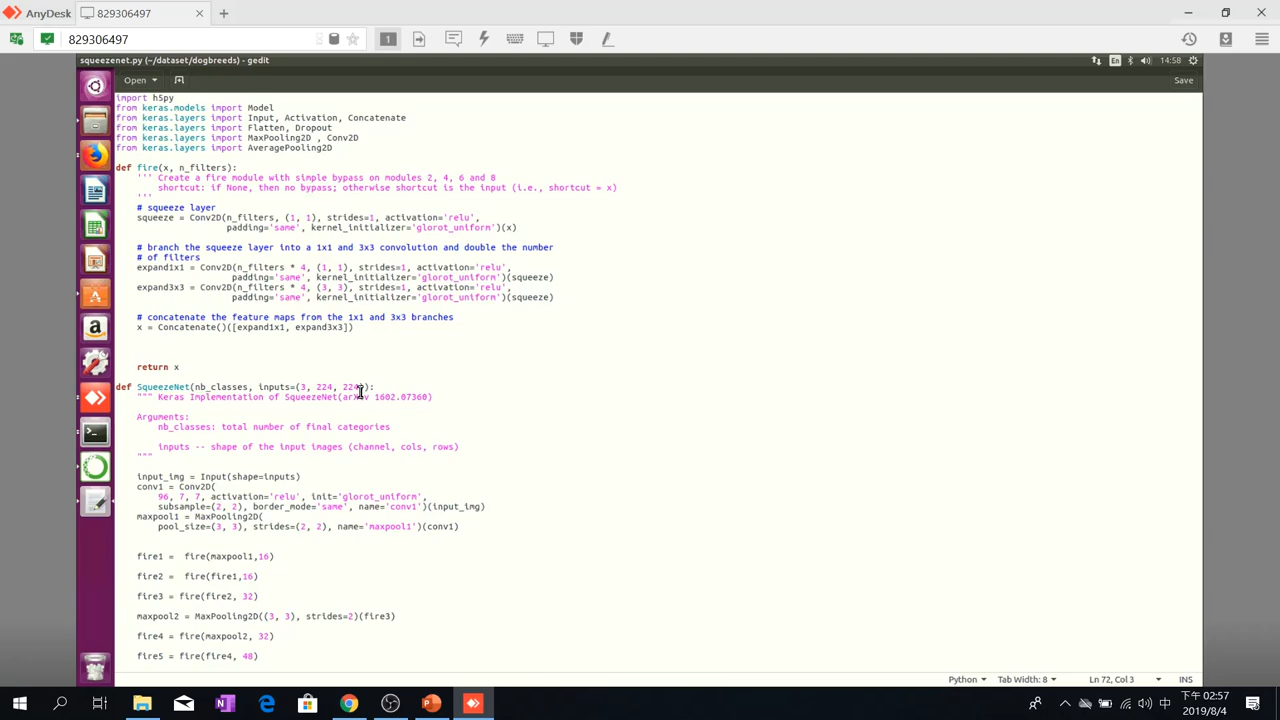 AnyDesk
829306497
829306497
1
squeezenet.py (~/dataset/dogbreeds) - gedit
En
14:58
Open
Save
import h5py
from keras.models import Model
from keras.layers import Input, Activation, Concatenate
from keras.layers import Flatten, Dropout
from keras.layers import MaxPooling2D , Conv2D
from keras.layers import AveragePooling2D
def fire(x, n_filters):
''' Create a fire module with simple bypass on modules 2, 4, 6 and 8
shortcut: if None, then no bypass; otherwise shortcut is the input (i.e., shortcut = x)
'''
# squeeze layer
squeeze = Conv2D(n_filters, (1, 1), strides=1, activation='relu',
padding='same', kernel_initializer='glorot_uniform')(x)
# branch the squeeze layer into a 1x1 and 3x3 convolution and double the number
# of filters
expand1x1 = Conv2D(n_filters * 4, (1, 1), strides=1, activation='relu',
padding='same', kernel_initializer='glorot_uniform')(squeeze)
expand3x3 = Conv2D(n_filters * 4, (3, 3), strides=1, activation='relu',
padding='same', kernel_initializer='glorot_uniform')(squeeze)
# concatenate the feature maps from the 1x1 and 3x3 branches
x = Concatenate()([expand1x1, expand3x3])
return x
def SqueezeNet(nb_classes, inputs=(3, 224, 224)):
""" Keras Implementation of SqueezeNet(arXiv 1602.07360)
Arguments:
nb_classes: total number of final categories
inputs -- shape of the input images (channel, cols, rows)
"""
input_img = Input(shape=inputs)
conv1 = Conv2D(
96, 7, 7, activation='relu', init='glorot_uniform',
subsample=(2, 2), border_mode='same', name='conv1')(input_img)
maxpool1 = MaxPooling2D(
pool_size=(3, 3), strides=(2, 2), name='maxpool1')(conv1)
fire1 =  fire(maxpool1,16)
fire2 =  fire(fire1,16)
fire3 = fire(fire2, 32)
maxpool2 = MaxPooling2D((3, 3), strides=2)(fire3)
fire4 = fire(maxpool2, 32)
fire5 = fire(fire4, 48)
Python
Tab Width: 8
Ln 72, Col 3
INS
中
下午 02:57
2019/8/4